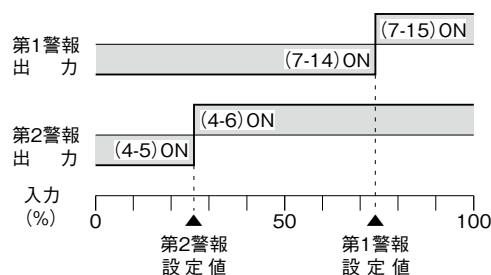 第1警報
出　力
(7-15)ON
(7-14)ON
第2警報
出　力
(4-6)ON
(4-5)ON
入力
(%)
0 50 100
第2警報
設定値
第1警報
設定値